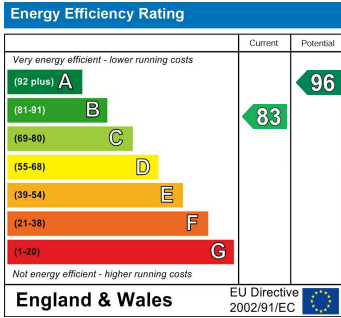 Energy Efficiency Rating
Current Potential
Very energy efficient - lower running costs
(92 plus) A
96
(81-91) B
83
(69-80) C
(55-68) D
(39-54) E
(21-38) F
(1-20) G
Not energy efficient - higher running costs
England & Wales
EU Directive
2002/91/EC